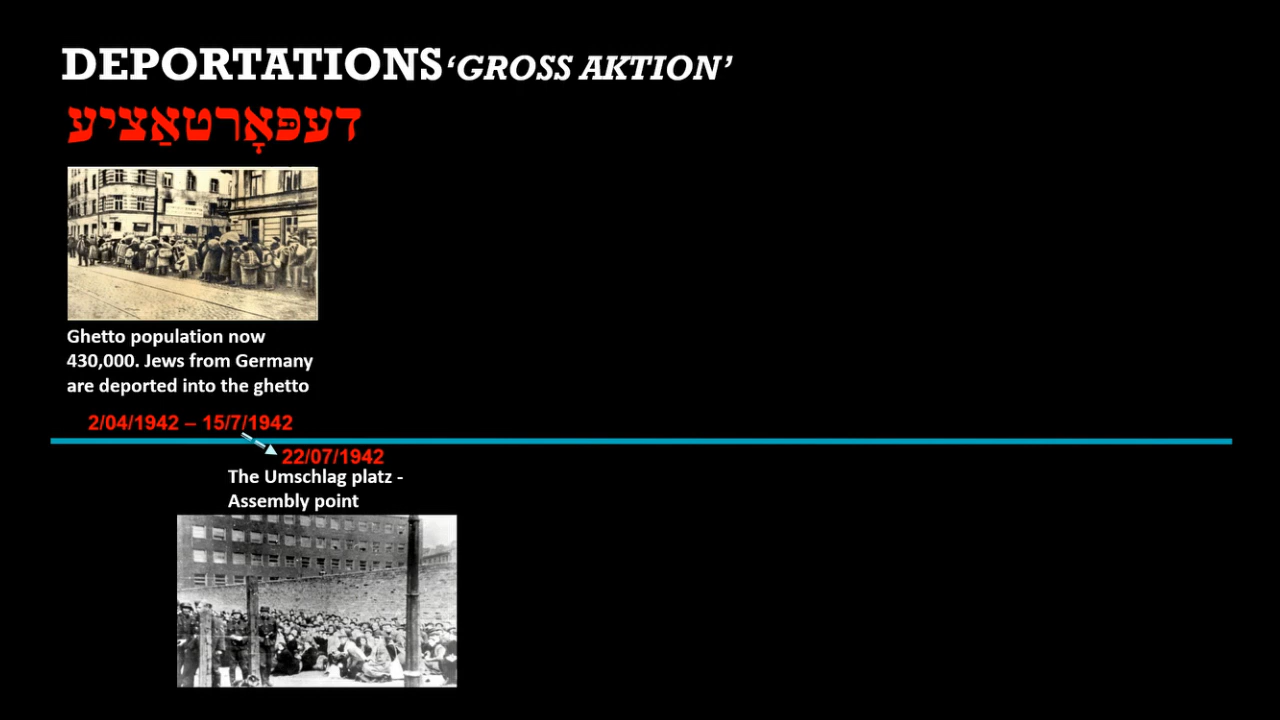 DEPORTATIONS ‘GROSS AKTION’
דעפּאָרטאַציע
Ghetto population now
430,000. Jews from Germany
are deported into the ghetto
2/04/1942 – 15/7/1942
22/07/1942
The Umschlag platz -
Assembly point